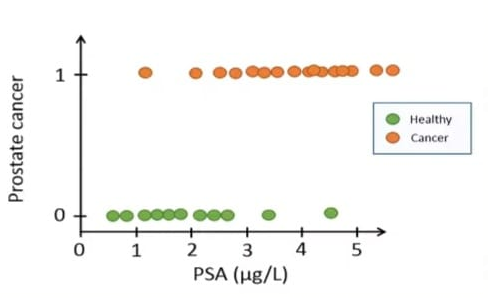 Prostate cancer
1
0
Healthy
Cancer
0 1 2 3 4 5
PSA (µg/L)